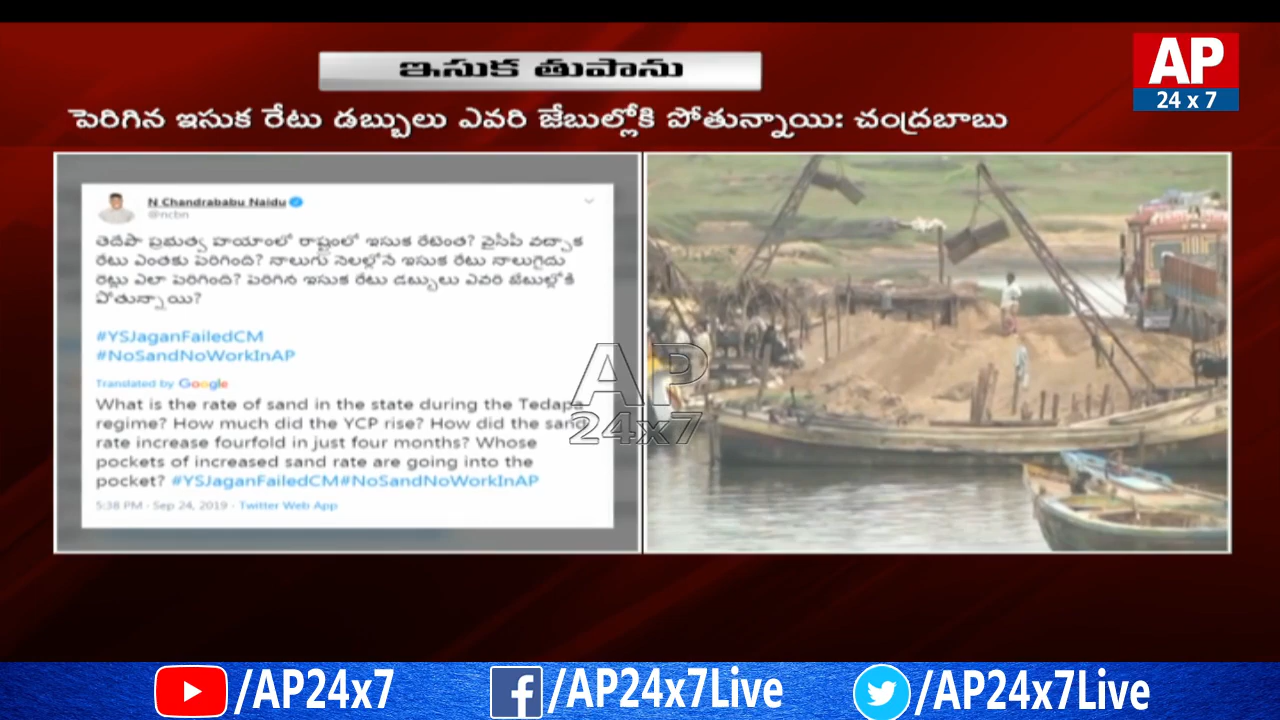 ఇసుక తుపాను
AP
24 x 7
పెరిగిన ఇసుక రేటు డబ్బులు ఎవరి జేబుల్లోకి పోతున్నాయి: చంద్రబాబు
N Chandrababu Naidu
@ncbn
తెదేపా ప్రభుత్వ హయాంలో రాష్ట్రంలో ఇసుక రేటెంత? వైసీపీ వచ్చాక
రేటు ఎంతకు పెరిగింది? నాలుగు నెలల్లోనే ఇసుక రేటు నాలుగైదు
రెట్లు ఎలా పెరిగింది? పెరిగిన ఇసుక రేటు డబ్బులు ఎవరి జేబుల్లోకి
పోతున్నాయి?
#YSJaganFailedCM
#NoSandNoWorkInAP
Translated by Google
What is the rate of sand in the state during the Tedapa
regime? How much did the YCP rise? How did the sand
rate increase fourfold in just four months? Whose
pockets of increased sand rate are going into the
pocket? #YSJaganFailedCM#NoSandNoWorkInAP
5:38 PM · Sep 24, 2019 · Twitter Web App
AP
24x7
/AP24x7
/AP24x7Live
/AP24x7Live